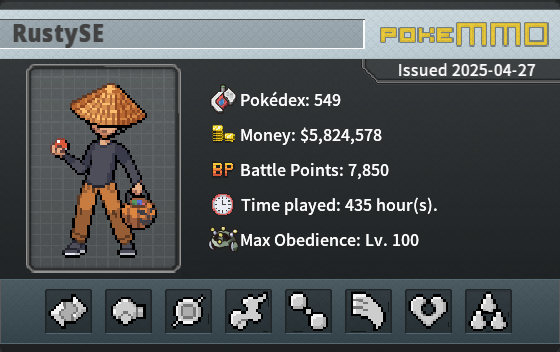 RustySE
POKEMMO
Issued 2025-04-27
Pokédex: 549
Money: $5,824,578
BP Battle Points: 7,850
Time played: 435 hour(s).
Max Obedience: Lv. 100